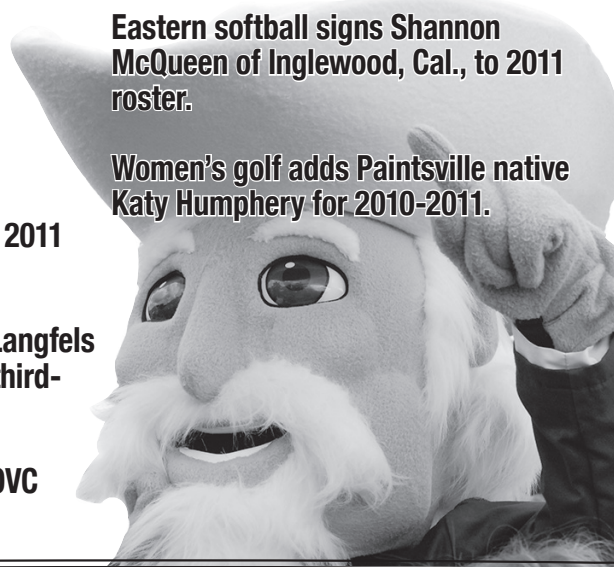 Eastern softball signs Shannon
McQueen of Inglewood, Cal., to 2011
roster.
Women's golf adds Paintsville native
Katy Humphery for 2010-2011.
2011
Langfels
third-
OVC